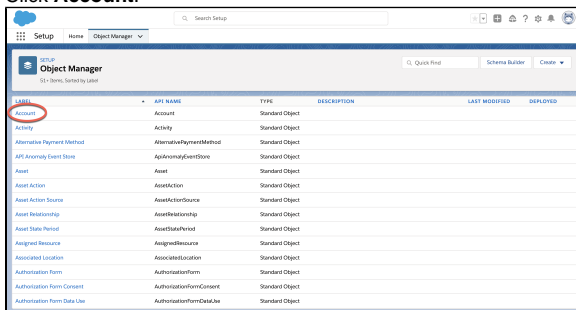 Click Account.
Search Setup
Setup Home Object Manager
SETUP
Object Manager
51+ Items, Sorted by Label
Quick Find
Schema Builder
Create
LABEL API NAME TYPE DESCRIPTION LAST MODIFIED DEPLOYED
Account Account Standard Object
Activity Activity Standard Object
Alternative Payment Method AlternativePaymentMethod Standard Object
API Anomaly Event Store ApiAnomalyEventStore Standard Object
Asset Asset Standard Object
Asset Action AssetAction Standard Object
Asset Action Source AssetActionSource Standard Object
Asset Relationship AssetRelationship Standard Object
Asset State Period AssetStatePeriod Standard Object
Assigned Resource AssignedResource Standard Object
Associated Location AssociatedLocation Standard Object
Authorization Form AuthorizationForm Standard Object
Authorization Form Consent AuthorizationFormConsent Standard Object
Authorization Form Data Use AuthorizationFormDataUse Standard Object